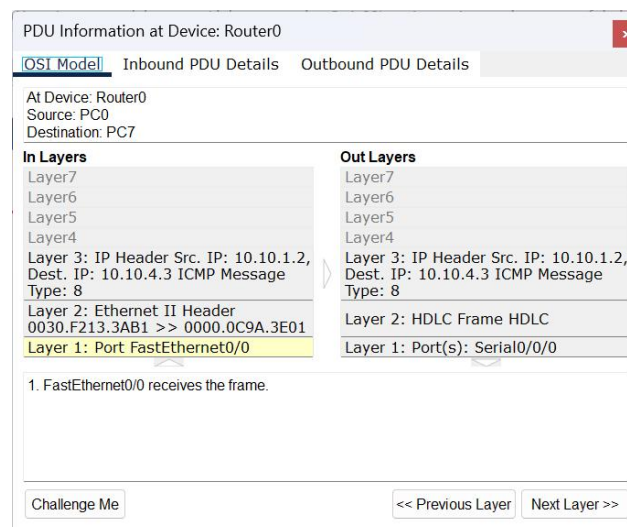 PDU Information at Device: Router0
OSI Model Inbound PDU Details Outbound PDU Details
At Device: Router0
Source: PC0
Destination: PC7
In Layers
Layer7
Layer6
Layer5
Layer4
Layer 3: IP Header Src. IP: 10.10.1.2,
Dest. IP: 10.10.4.3 ICMP Message
Type: 8
Layer 2: Ethernet II Header
0030.F213.3AB1 >> 0000.0C9A.3E01
Layer 1: Port FastEthernet0/0
Out Layers
Layer7
Layer6
Layer5
Layer4
Layer 3: IP Header Src. IP: 10.10.1.2,
Dest. IP: 10.10.4.3 ICMP Message
Type: 8
Layer 2: HDLC Frame HDLC
Layer 1: Port(s): Serial0/0/0
1. FastEthernet0/0 receives the frame.
Challenge Me
<< Previous Layer Next Layer >>